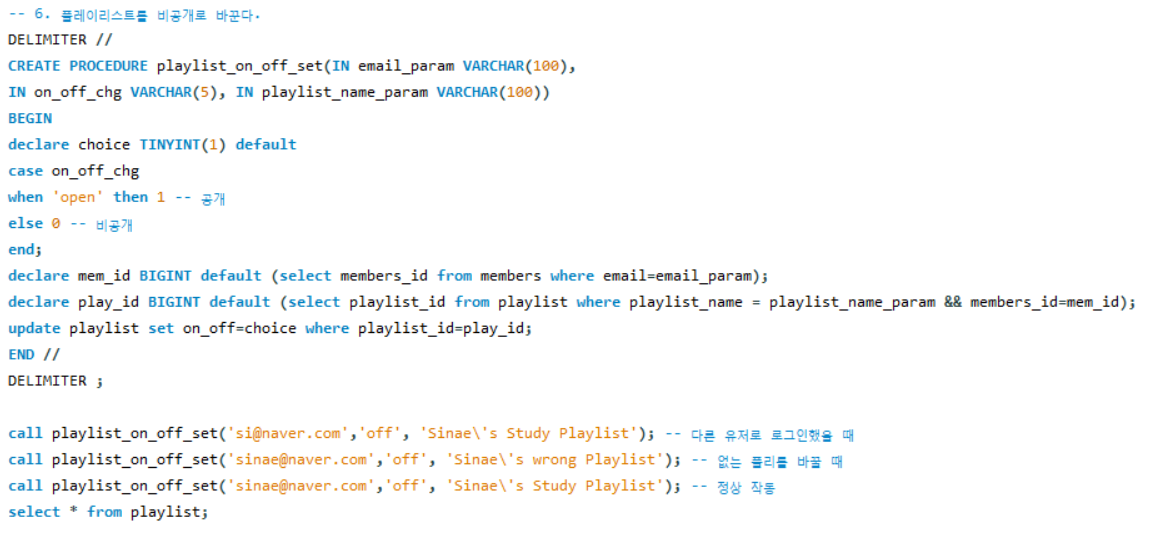 -- 6. 플레이리스트를 비공개로 바꾼다.
DELIMITER //
CREATE PROCEDURE playlist_on_off_set(IN email_param VARCHAR(100),
IN on_off_chg VARCHAR(5), IN playlist_name_param VARCHAR(100))
BEGIN
declare choice TINYINT(1) default
case on_off_chg
when 'open' then 1 -- 공개
else 0 -- 비공개
end;
declare mem_id BIGINT default (select members_id from members where email=email_param);
declare play_id BIGINT default (select playlist_id from playlist where playlist_name = playlist_name_param && members_id=mem_id);
update playlist set on_off=choice where playlist_id=play_id;
END //
DELIMITER ;
call playlist_on_off_set('si@naver.com','off', 'Sinae\'s Study Playlist'); -- 다른 유저로 로그인했을 때
call playlist_on_off_set('sinae@naver.com','off', 'Sinae\'s wrong Playlist'); -- 없는 플리를 바꿀 때
call playlist_on_off_set('sinae@naver.com','off', 'Sinae\'s Study Playlist'); -- 정상 작동
select * from playlist;